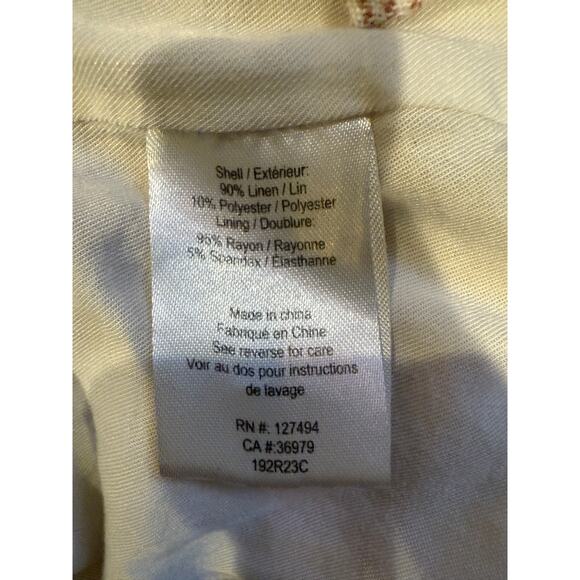 Shell / Extérieur:
90% Linen / Lin
10% Polyester / Polyester
Lining / Doublure:
95% Rayon / Rayonne
5% Spandex / Élasthanne
Made in china
Fabriqué en Chine
See reverse for care
Voir au dos pour instructions
de lavage
RN #: 127494
CA #:36979
192R23C